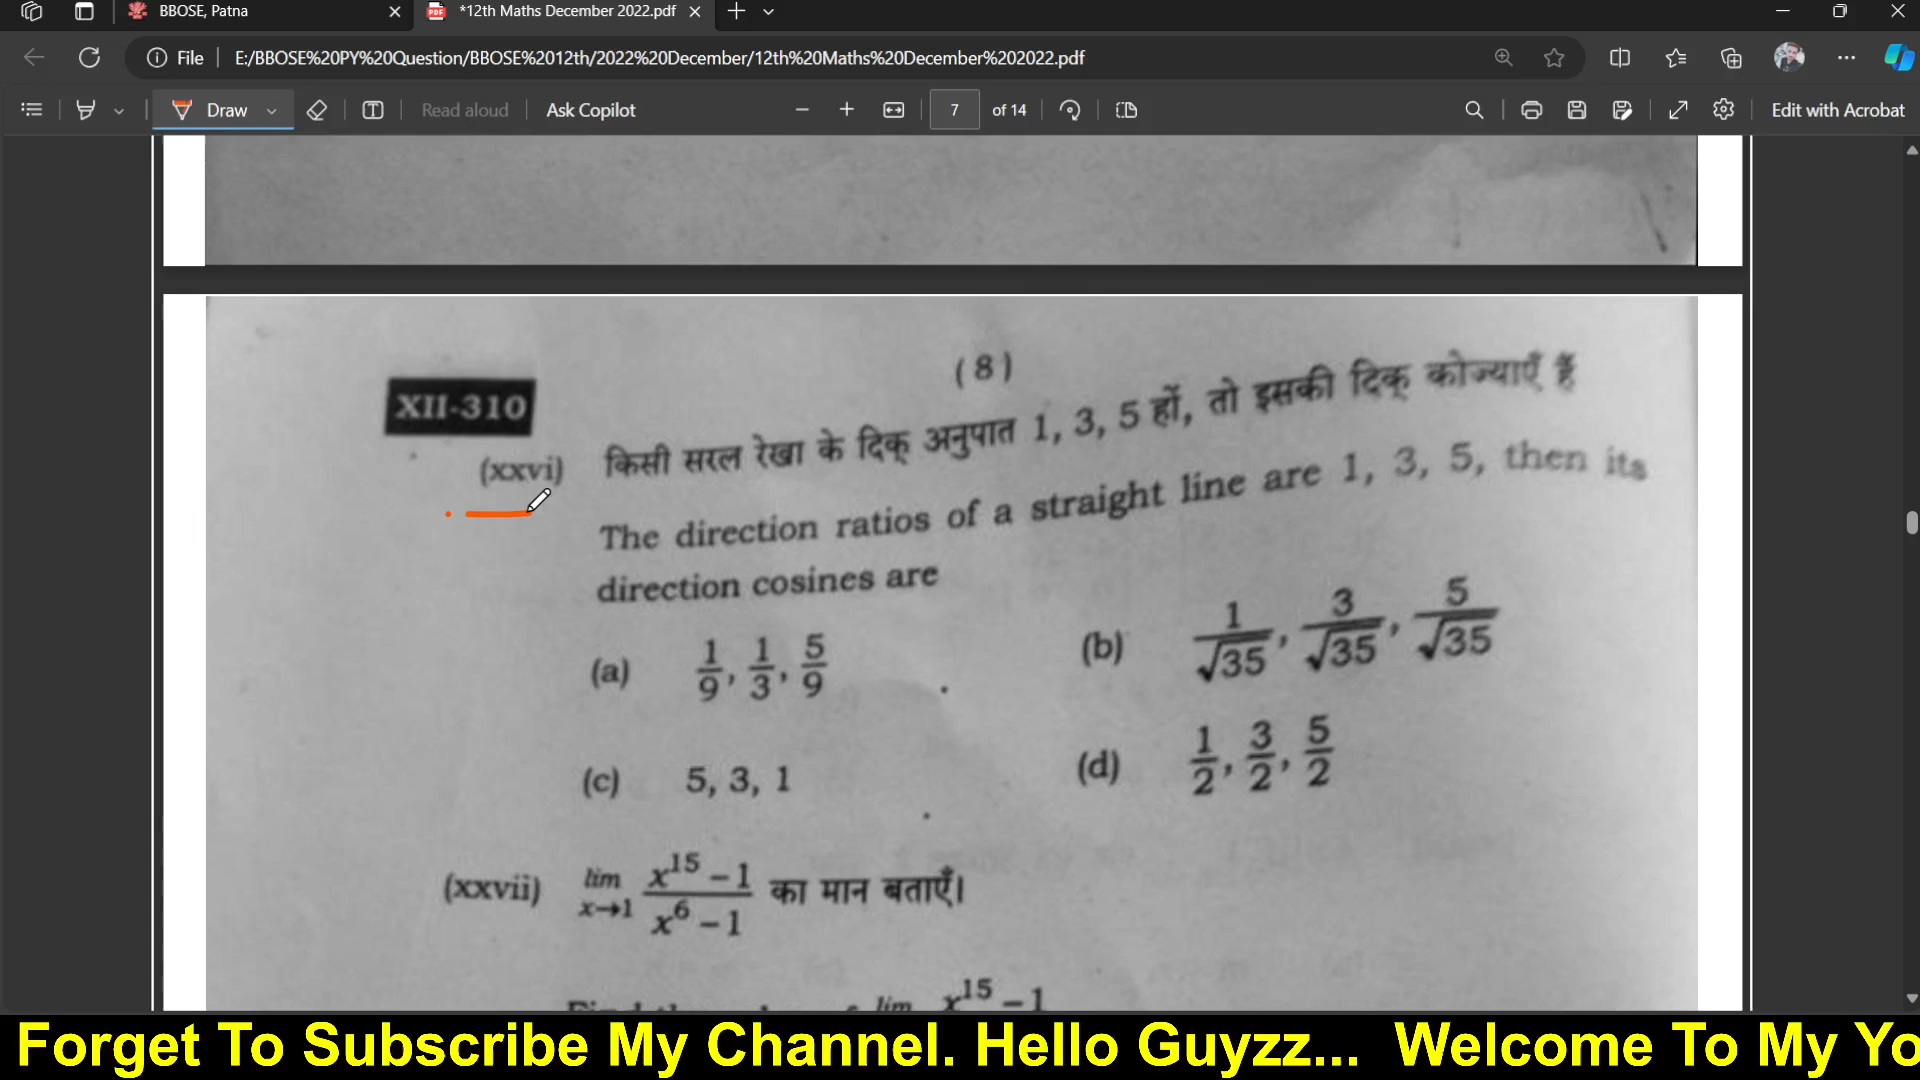 BBOSE, Patna
*12th Maths December 2022.pdf
File
E:/BBOSE%20PY%20Question/BBOSE%2012th/2022%20December/12th%20Maths%20December%202022.pdf
Draw
Read aloud
Ask Copilot
7 of 14
Edit with Acrobat
(8)
XII-310
(xxvi) किसी सरल रेखा के दिक् अनुपात 1, 3, 5 हों, तो इसकी दिक् कोज्याएँ हैं
The direction ratios of a straight line are 1, 3, 5, then its
direction cosines are
(a) 1/9, 1/3, 5/9
(b) 1/√35, 3/√35, 5/√35
(c) 5, 3, 1
(d) 1/2, 3/2, 5/2
(xxvii) lim x→1 x^15 – 1 / x^6 – 1 का मान बताएँ।
lim x^15 – 1
Forget To Subscribe My Channel. Hello Guyzz... Welcome To My Yo